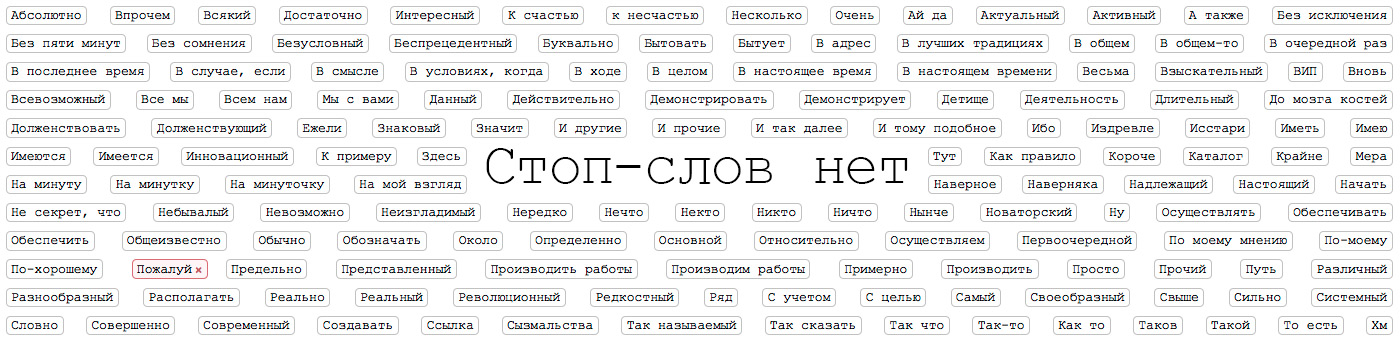 Абсолютно Впрочем Всякий Достаточно Интересный К счастью к несчастью Несколько Очень Ай да Актуальный Активный А также Без исключения
Без пяти минут Без сомнения Безусловный Беспрецедентный Буквально Бытовать Бытует В адрес В лучших традициях В общем В общем-то В очередной раз
В последнее время В случае, если В смысле В условиях, когда В ходе В целом В настоящее время В настоящем времени Весьма Взыскательный ВИП Вновь
Всевозможный Все мы Всем нам Мы с вами Данный Действительно Демонстрировать Демонстрирует Детище Деятельность Длительный До мозга костей
Долженствовать Долженствующий Ежели Знаковый Значит И другие И прочие И так далее И тому подобное Ибо Издревле Исстари Иметь Имею
Имеются Имеется Инновационный К примеру Здесь Тут Как правило Короче Каталог Крайне Мера
Стоп-слов нет
На минуту На минутку На минуточку На мой взгляд Наверное Наверняка Надлежащий Настоящий Начать
Не секрет, что Небывалый Невозможно Неизгладимый Нередко Нечто Некто Никто Ничто Нынче Новаторский Ну Осуществлять Обеспечивать
Обеспечить Общеизвестно Обычно Обозначать Около Определенно Основной Относительно Осуществляем Первоочередной По моему мнению По-моему
По-хорошему Пожалуй × Предельно Представленный Производить работы Производим работы Примерно Производить Просто Прочий Путь Различный
Разнообразный Располагать Реально Реальный Революционный Редкостный Ряд С учетом С целью Самый Своеобразный Свыше Сильно Системный
Словно Совершенно Современный Создавать Ссылка Сызмальства Так называемый Так сказать Так что Так-то Как то Таков Такой То есть Хм